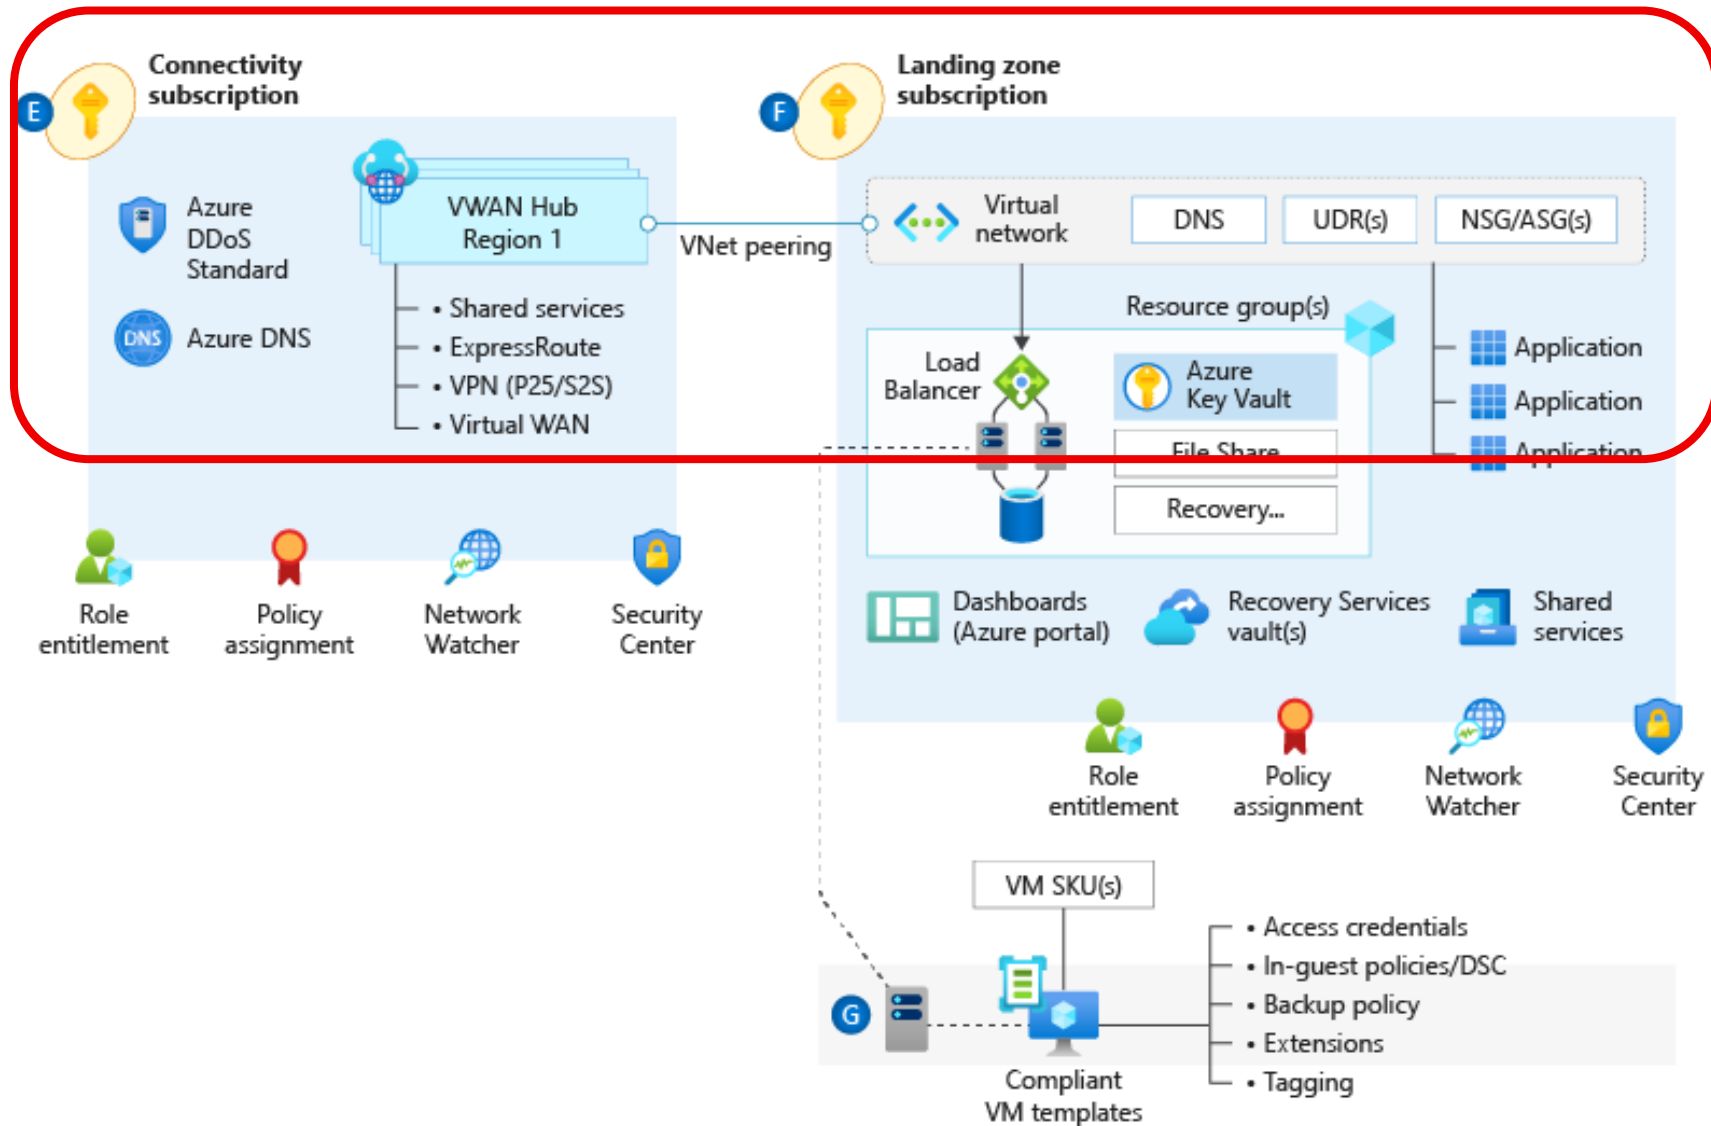 Connectivity
subscription
E
Azure
DDoS
Standard
DNS
Azure DNS
VWAN Hub
Region 1
• Shared services
• ExpressRoute
• VPN (P25/S2S)
• Virtual WAN
VNet peering
Role
entitlement
Policy
assignment
Network
Watcher
Security
Center
Landing zone
subscription
F
Virtual
network
DNS
UDR(s)
NSG/ASG(s)
Resource group(s)
Load
Balancer
Azure
Key Vault
File Share
Recovery...
Application
Application
Application
Dashboards
(Azure portal)
Recovery Services
vault(s)
Shared
services
Role
entitlement
Policy
assignment
Network
Watcher
Security
Center
VM SKU(s)
G
Compliant
VM templates
• Access credentials
• In-guest policies/DSC
• Backup policy
• Extensions
• Tagging